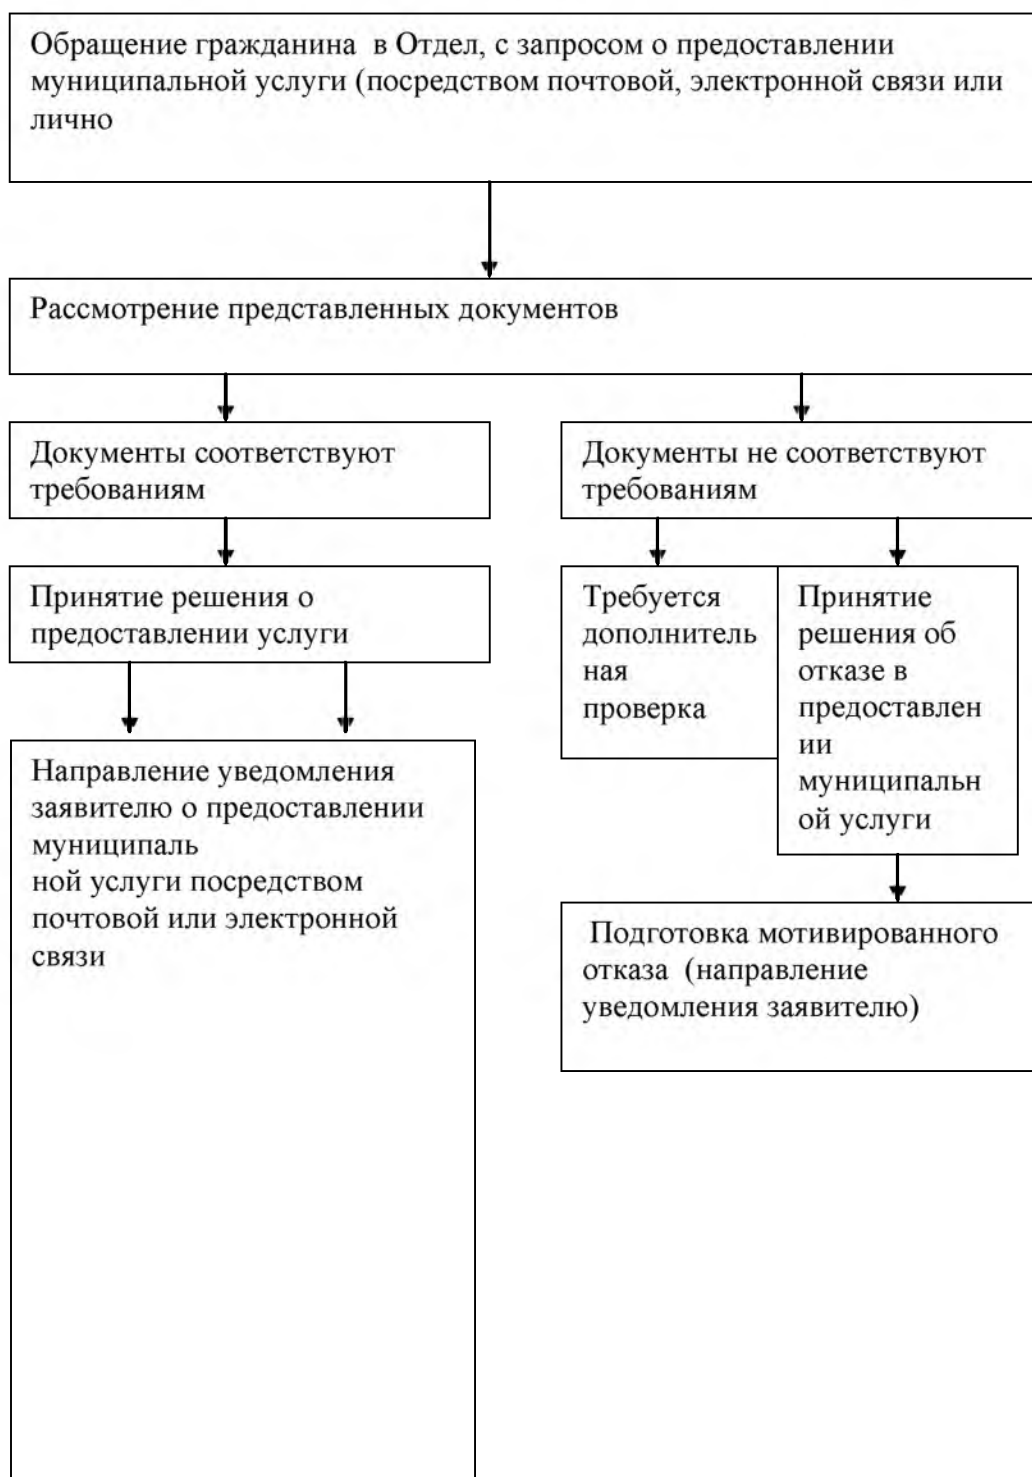 Обращение гражданина  в Отдел, с запросом о предоставлении
муниципальной услуги (посредством почтовой, электронной связи или
лично
Рассмотрение представленных документов
Документы соответствуют
требованиям
Документы не соответствуют
требованиям
Принятие решения о
предоставлении услуги
Требуется
дополнитель
ная
проверка
Принятие
решения об
отказе в
предоставлен
ии
муниципальн
ой услуги
Направление уведомления
заявителю о предоставлении
муниципаль
ной услуги посредством
почтовой или электронной
связи
Подготовка мотивированного
отказа  (направление
уведомления заявителю)